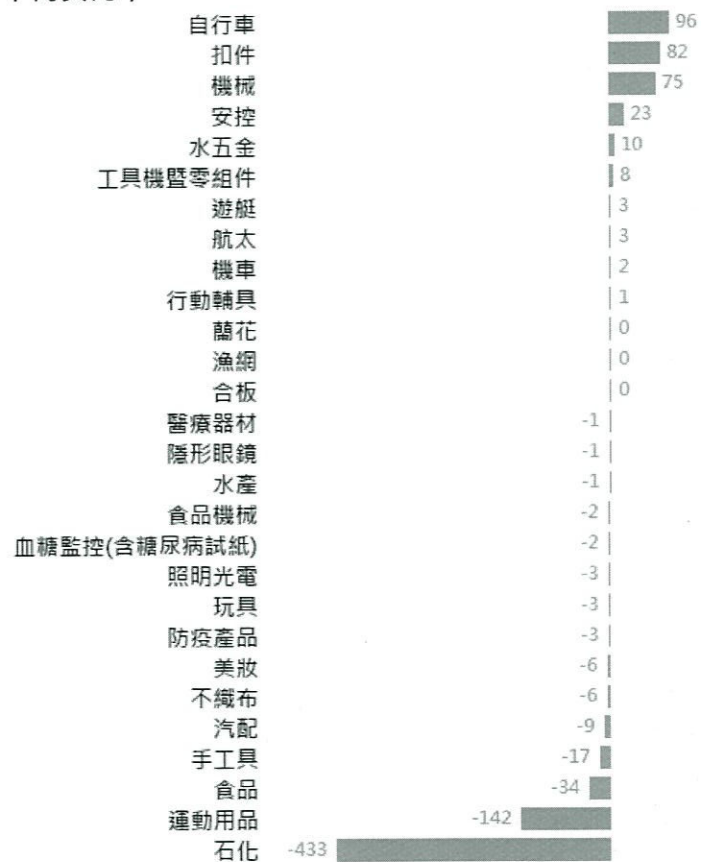 自行車 96
扣件 82
機械 75
安控 23
水五金 10
工具機暨零組件 8
遊艇 3
航太 3
機車 2
行動輔具 1
蘭花 0
漁網 0
合板 0
醫療器材 -1
隱形眼鏡 -1
水產 -1
食品機械 -2
血糖監控(含糖尿病試紙) -2
照明光電 -3
玩具 -3
防疫產品 -3
美妝 -6
不織布 -6
汽配 -9
手工具 -17
食品 -34
運動用品 -142
石化 -433